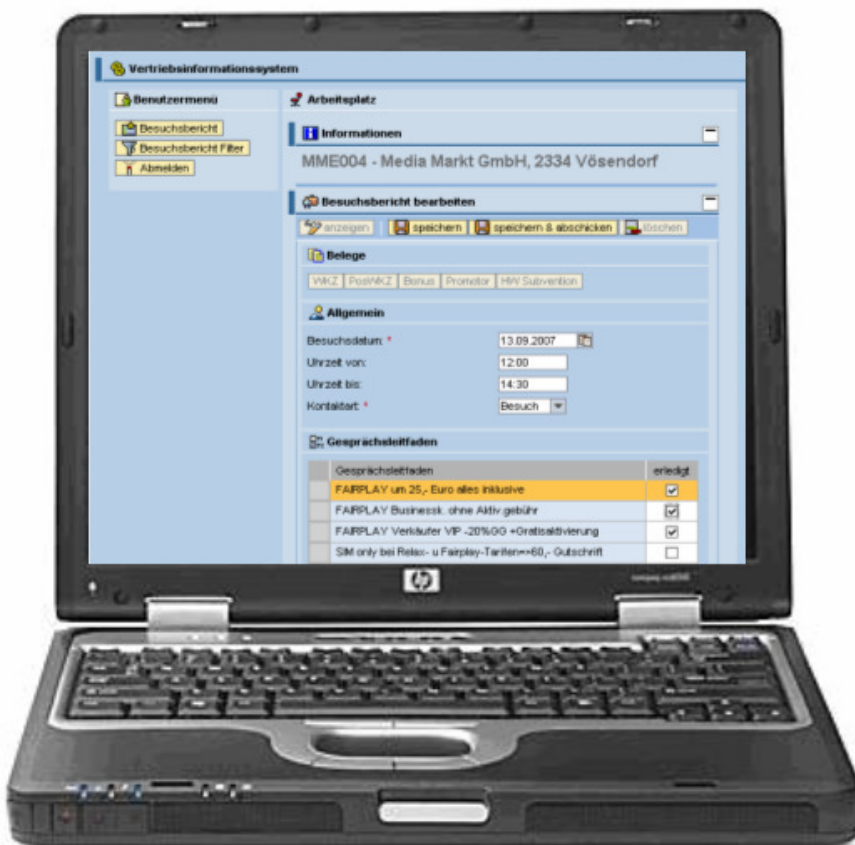 Vertriebsinformationssystem
Benutzermenü
Besuchsbericht
Besuchsbericht Filter
Abmelden
Arbeitsplatz
Informationen
MME004 - Media Markt GmbH, 2334 Vösendorf
Besuchsbericht bearbeiten
anzeigen speichern speichern & abschicken löschen
Belege
WKZ PosWKZ Bonus Promotor HW Subvention
Allgemein
Besuchsdatum: * 13.09.2007
Uhrzeit von: 12:00
Uhrzeit bis: 14:30
Kontaktart: * Besuch
Gesprächsleitfaden
Gesprächsleitfaden erledigt
FAIRPLAY um 25,- Euro alles inklusive
FAIRPLAY Businessk. ohne Aktiv.gebühr
FAIRPLAY Verkäufer VIP -20%GG +Gratisaktivierung
SIM only bei Relax- u Fairplay-Tarifen=>60,- Gutschrift
hp